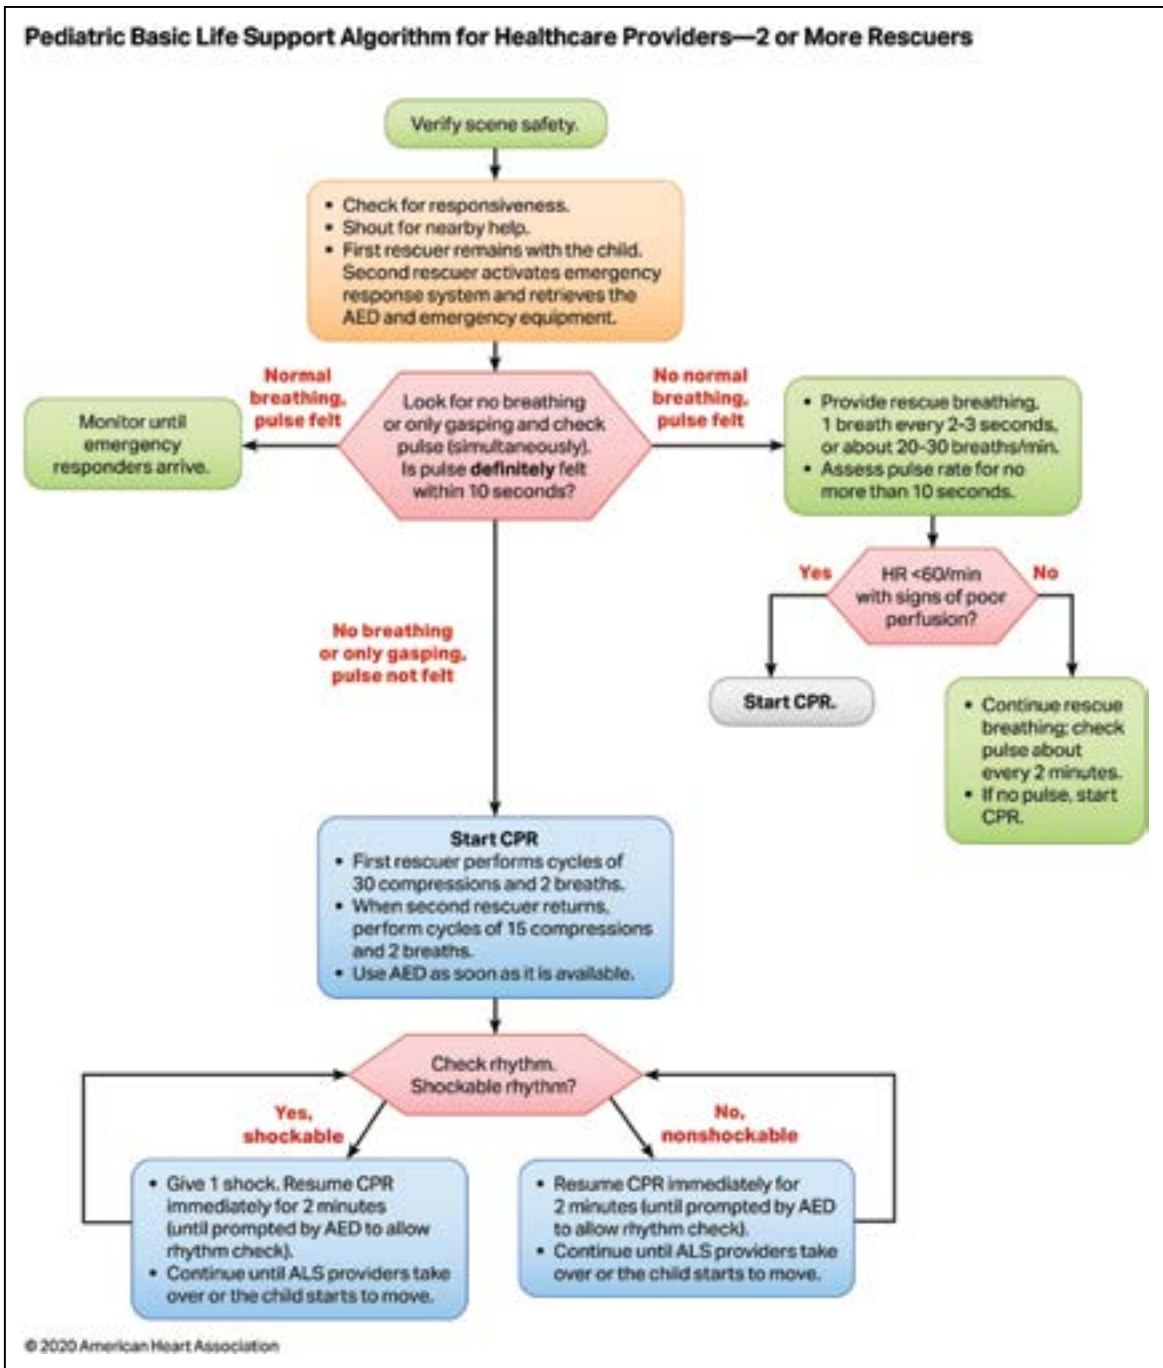 Pediatric Basic Life Support Algorithm for Healthcare Providers—2 or More Rescuers
Verify scene safety.
• Check for responsiveness.
• Shout for nearby help.
• First rescuer remains with the child.
Second rescuer activates emergency
response system and retrieves the
AED and emergency equipment.
Normal
breathing,
pulse felt
Monitor until
emergency
responders arrive.
Look for no breathing
or only gasping and check
pulse (simultaneously).
Is pulse definitely felt
within 10 seconds?
No normal
breathing,
pulse felt
• Provide rescue breathing,
1 breath every 2-3 seconds,
or about 20-30 breaths/min.
• Assess pulse rate for no
more than 10 seconds.
Yes
HR <60/min
with signs of poor
perfusion?
No
Start CPR.
• Continue rescue
breathing; check
pulse about
every 2 minutes.
• If no pulse, start
CPR.
No breathing
or only gasping,
pulse not felt
Start CPR
• First rescuer performs cycles of
30 compressions and 2 breaths.
• When second rescuer returns,
perform cycles of 15 compressions
and 2 breaths.
• Use AED as soon as it is available.
Check rhythm.
Shockable rhythm?
Yes,
shockable
No,
nonshockable
• Give 1 shock. Resume CPR
immediately for 2 minutes
(until prompted by AED to allow
rhythm check).
• Continue until ALS providers take
over or the child starts to move.
• Resume CPR immediately for
2 minutes (until prompted by AED
to allow rhythm check).
• Continue until ALS providers take
over or the child starts to move.
© 2020 American Heart Association